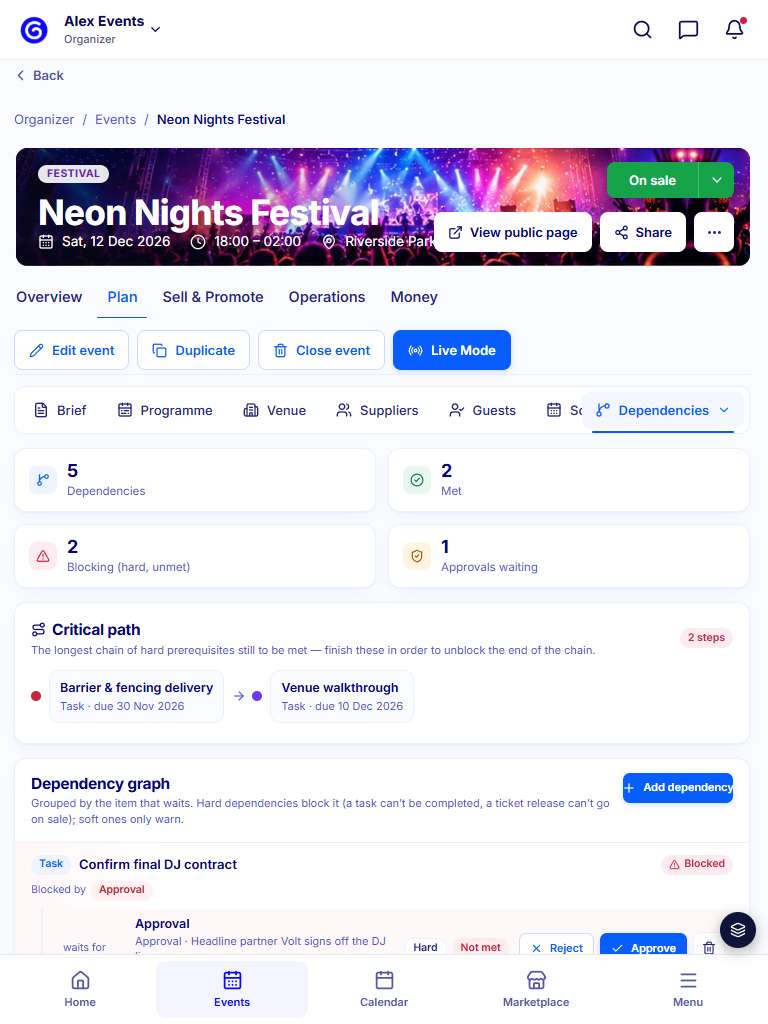 Alex Events
Organizer
Back
Organizer / Events / Neon Nights Festival
FESTIVAL
On sale
Neon Nights Festival
Sat, 12 Dec 2026 18:00 – 02:00 Riverside Park
View public page
Share
Overview Plan Sell & Promote Operations Money
Edit event Duplicate Close event Live Mode
Brief Programme Venue Suppliers Guests Dependencies
5
Dependencies
2
Met
2
Blocking (hard, unmet)
1
Approvals waiting
Critical path
2 steps
The longest chain of hard prerequisites still to be met — finish these in order to unblock the end of the chain.
Barrier & fencing delivery
Task · due 30 Nov 2026
Venue walkthrough
Task · due 10 Dec 2026
Dependency graph
Add dependency
Grouped by the item that waits. Hard dependencies block it (a task can't be completed, a ticket release can't go
on sale); soft ones only warn.
Task Confirm final DJ contract Blocked
Blocked by Approval
Approval
waits for
Approval · Headline partner Volt signs off the DJ
Hard Not met Reject Approve
Home Events Calendar Marketplace Menu